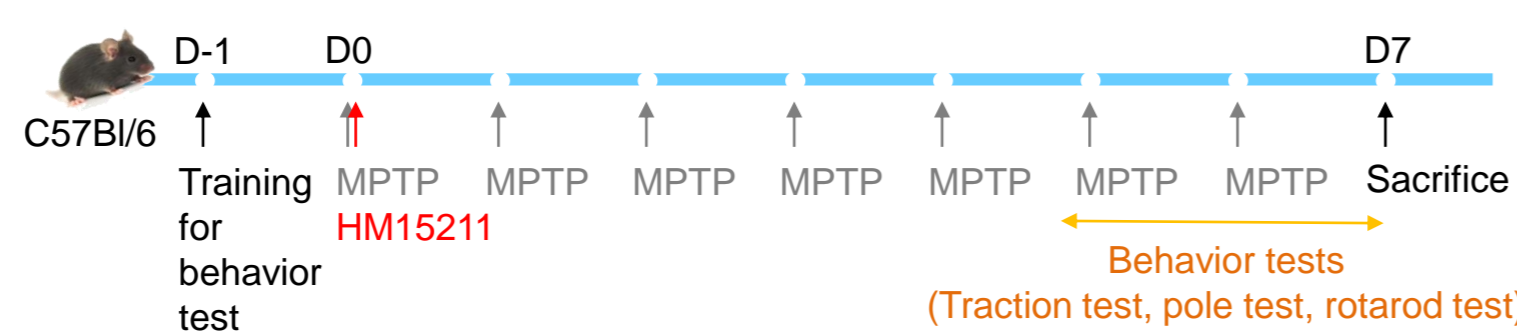 D-1
D0
D7
C57Bl/6
Training
for
behavior
test
MPTP
HM15211
MPTP
MPTP
MPTP
MPTP
MPTP
MPTP
Sacrifice
Behavior tests
(Traction test, pole test, rotarod test)